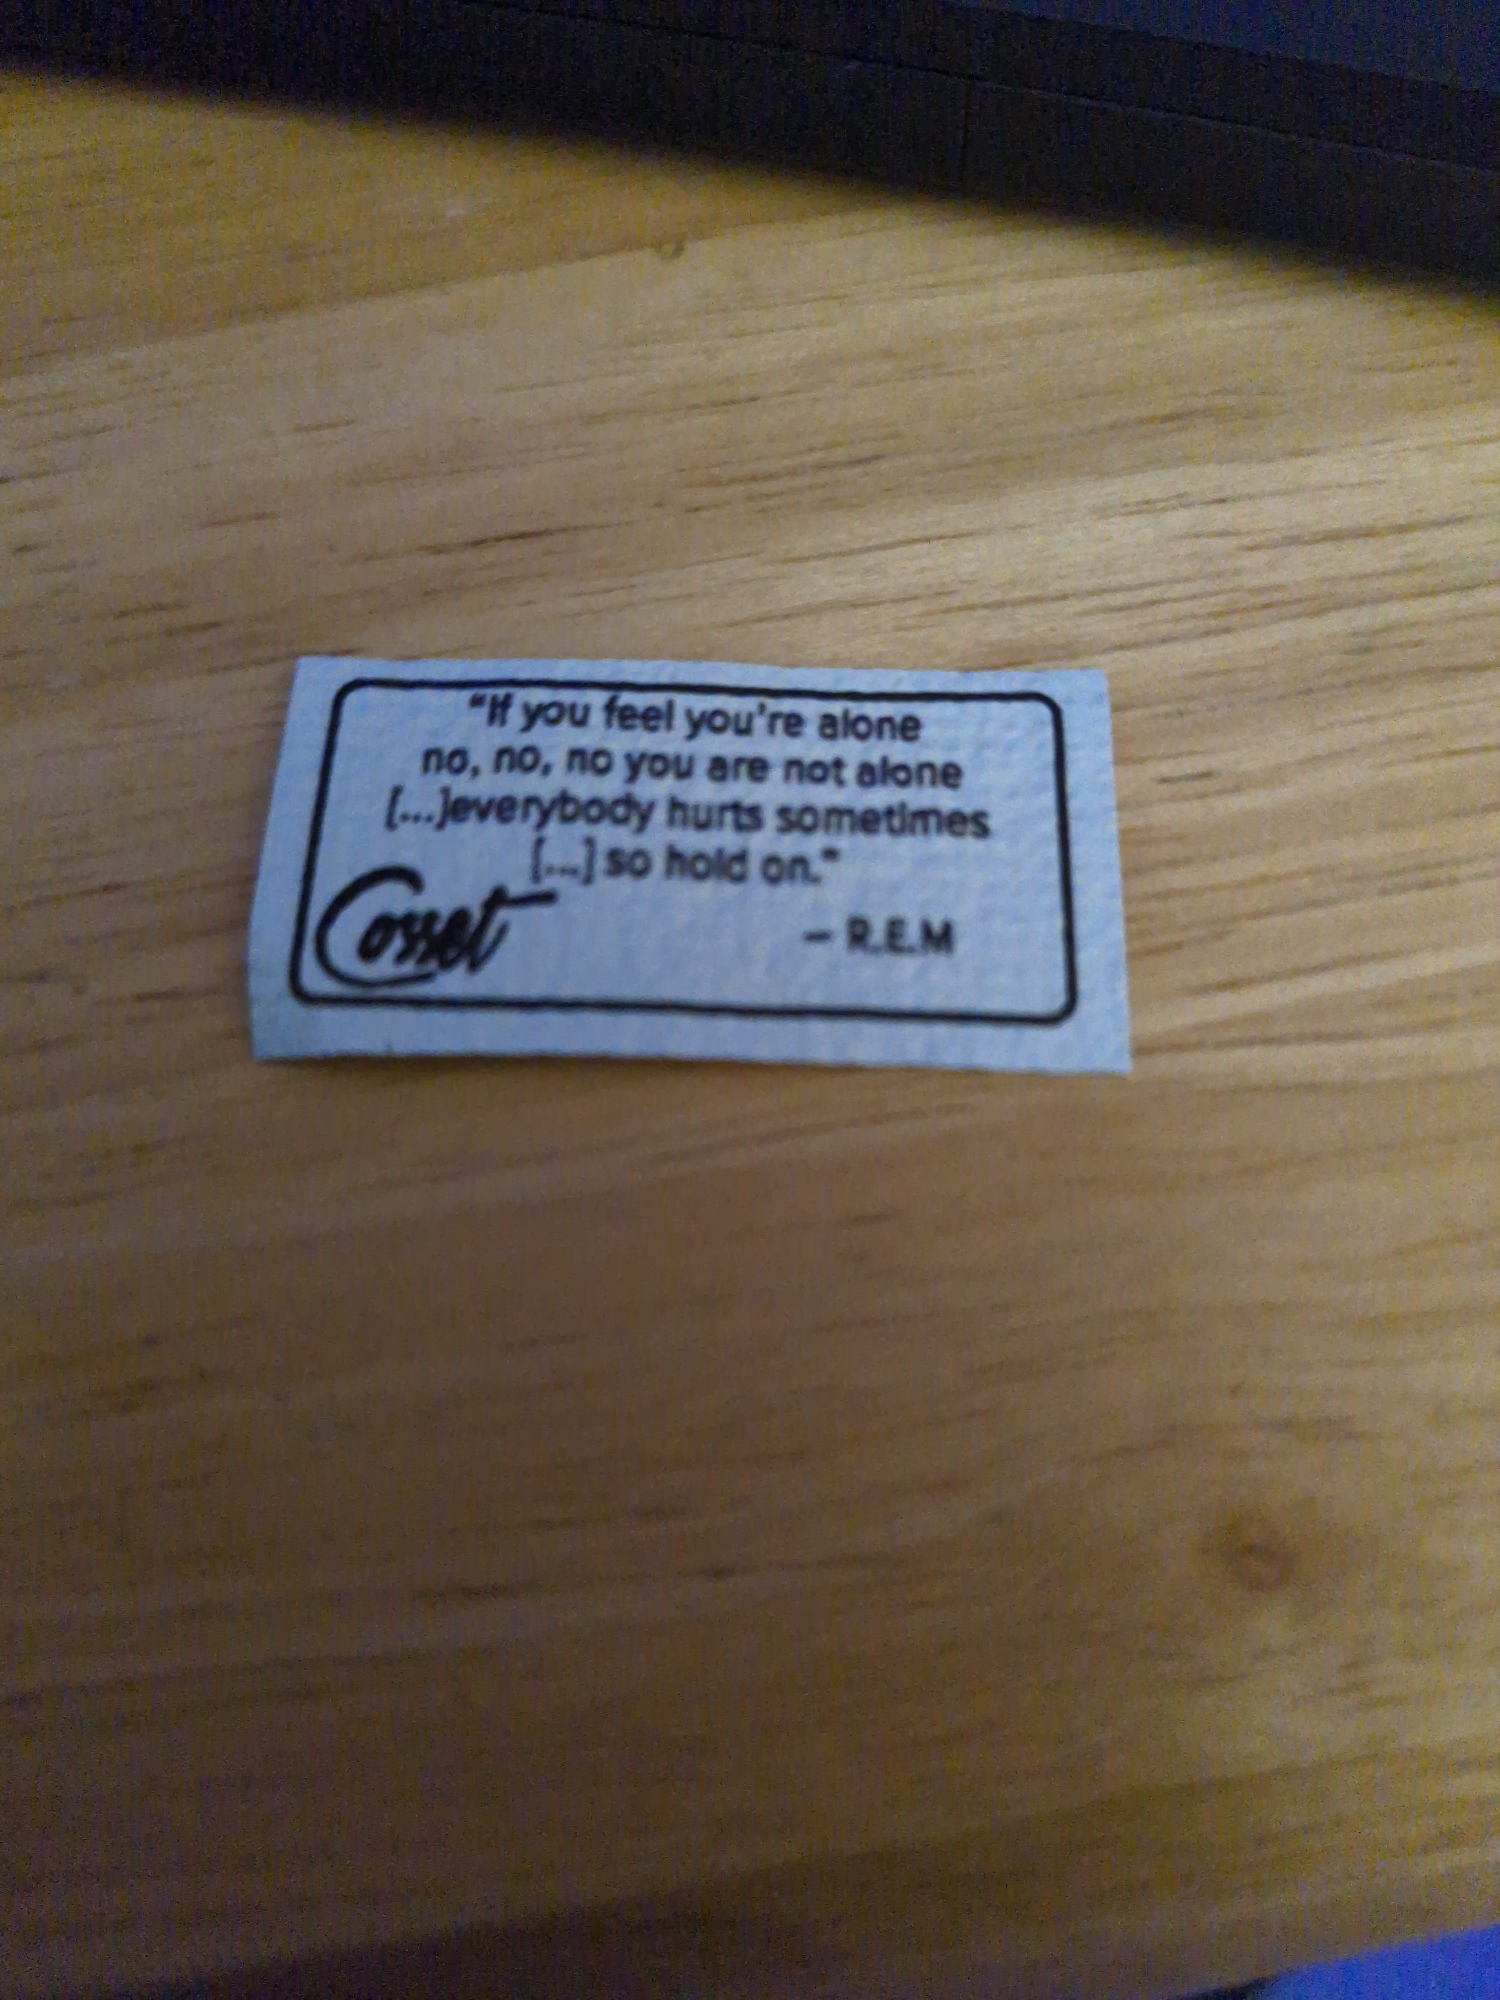 "If you feel you're alone
no, no, no you are not alone
[...]everybody hurts sometimes
[...] so hold on."
Cosset
– R.E.M